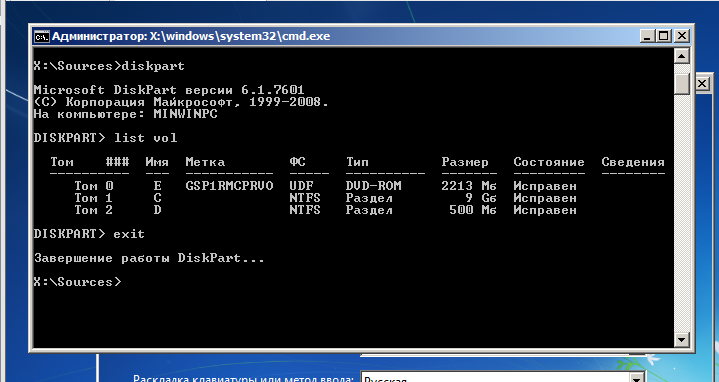 Администратор: X:\windows\system32\cmd.exe
X:\Sources>diskpart
Microsoft DiskPart версии 6.1.7601
(C) Корпорация Майкрософт, 1999-2008.
На компьютере: MINWINPC
DISKPART> list vol
Том ### Имя Метка ФС Тип Размер Состояние Сведения
---------- --- ----------- ----- ---------- ------- --------- --------
Том 0 E GSP1RMCPRVO UDF DVD-ROM 2213 Mб Исправен
Том 1 C NTFS Раздел 9 Gб Исправен
Том 2 D NTFS Раздел 500 Mб Исправен
DISKPART> exit
Завершение работы DiskPart...
X:\Sources>
Раскладка клавиатуры или метод ввода: Русская